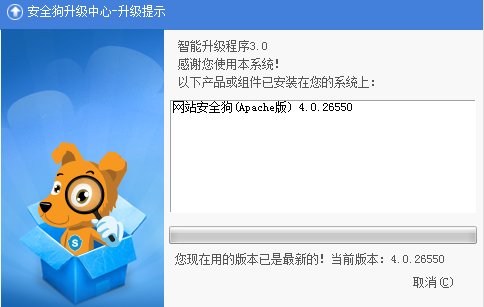 安全狗升级中心-升级提示
智能升级程序3.0
感谢您使用本系统！
以下产品或组件已安装在您的系统上：
网站安全狗(Apache版) 4.0.26550
S
您现在用的版本已是最新的！当前版本：4.0.26550
取消(C)